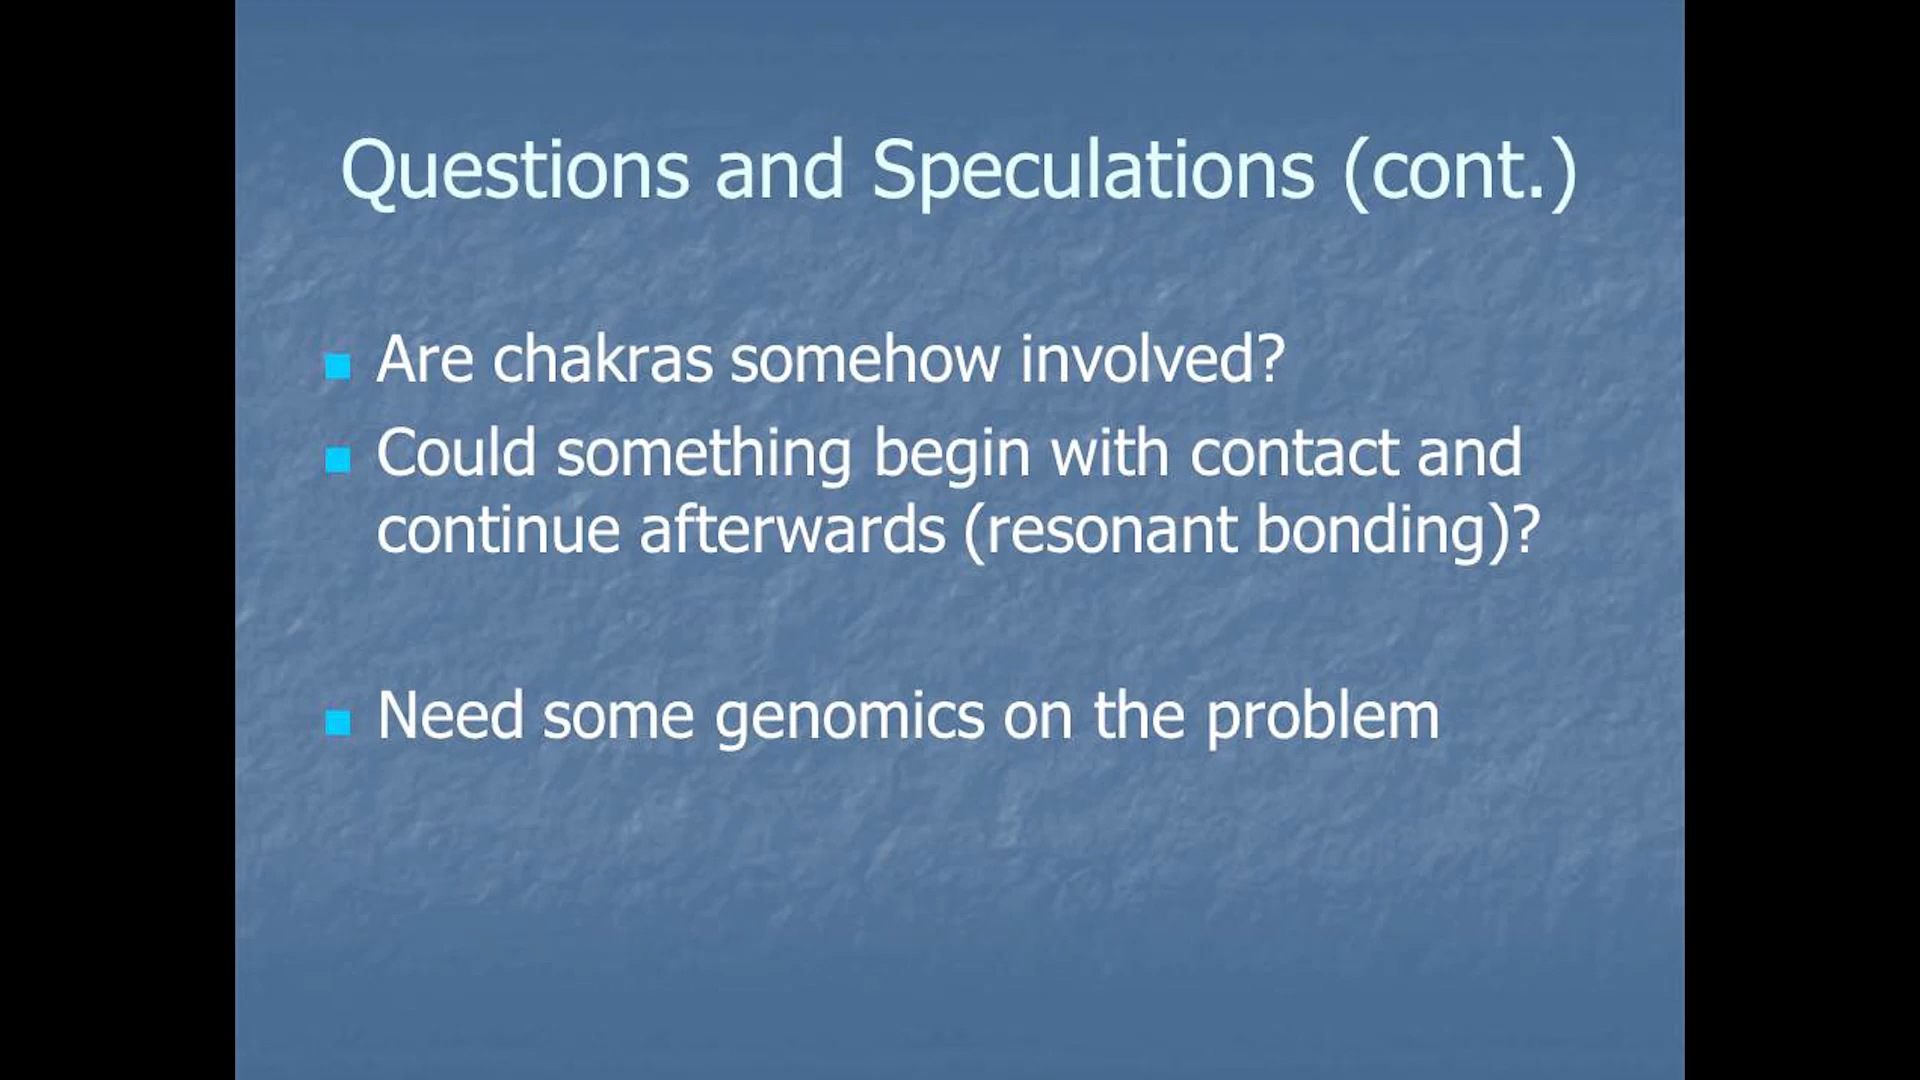 Questions and Speculations (cont.)
Are chakras somehow involved?
Could something begin with contact and
continue afterwards (resonant bonding)?
Need some genomics on the problem